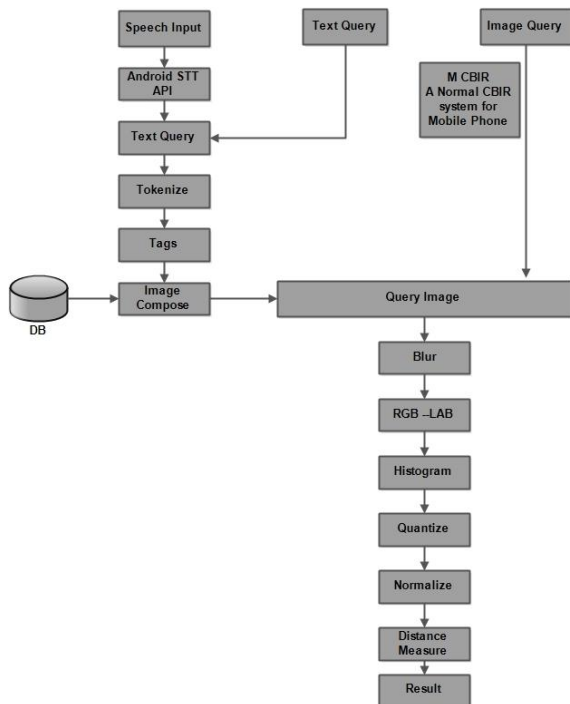 Speech Input
Text Query
Image Query
Android STT
API
M CBIR
A Normal CBIR
system for
Mobile Phone
Text Query
Tokenize
Tags
Image
Compose
Query Image
DB
Blur
RGB --LAB
Histogram
Quantize
Normalize
Distance
Measure
Result